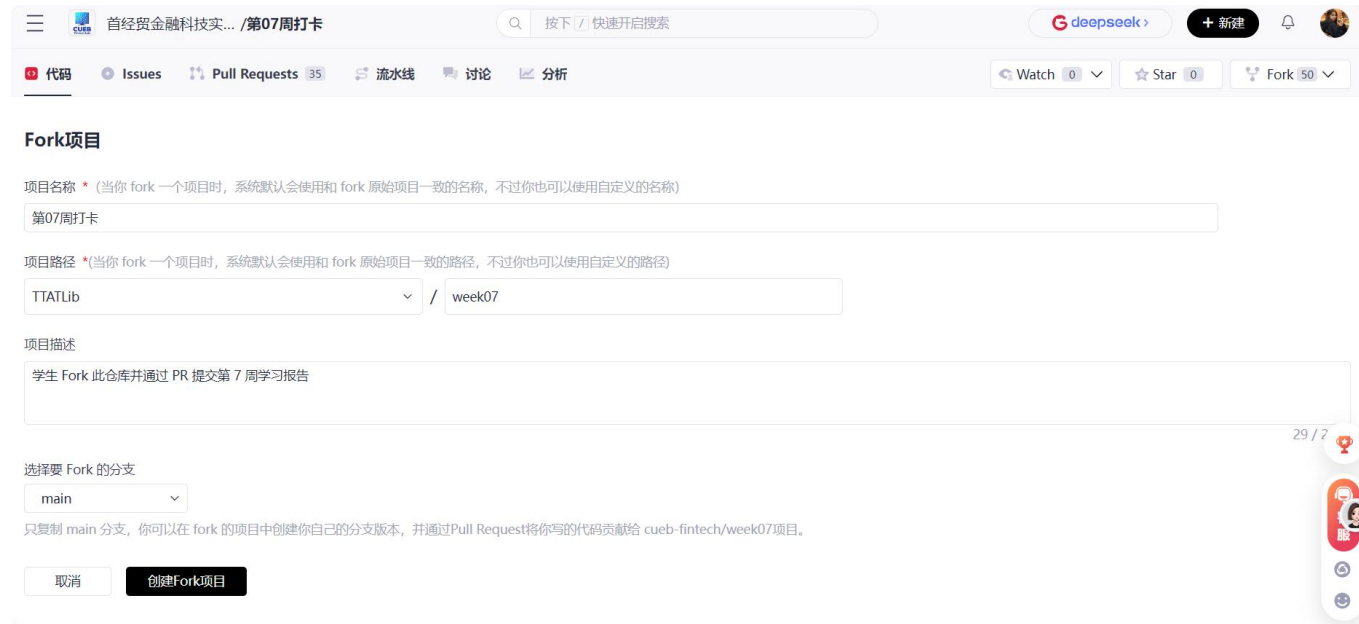 CUEB 首经贸金融科技实... /第07周打卡
按下 / 快速开启搜索
deepseek ›
+ 新建
代码 Issues Pull Requests 35 流水线 讨论 分析
Watch 0 Star 0 Fork 50
Fork项目
项目名称 * (当你 fork 一个项目时，系统默认会使用和 fork 原始项目一致的名称，不过你也可以使用自定义的名称)
第07周打卡
项目路径 *(当你 fork 一个项目时，系统默认会使用和 fork 原始项目一致的路径，不过你也可以使用自定义的路径)
TTATLib / week07
项目描述
学生 Fork 此仓库并通过 PR 提交第 7 周学习报告
29 / 2
选择要 Fork 的分支
main
只复制 main 分支，你可以在 fork 的项目中创建你自己的分支版本，并通过Pull Request将你写的代码贡献给 cueb-fintech/week07项目。
服
取消 创建Fork项目